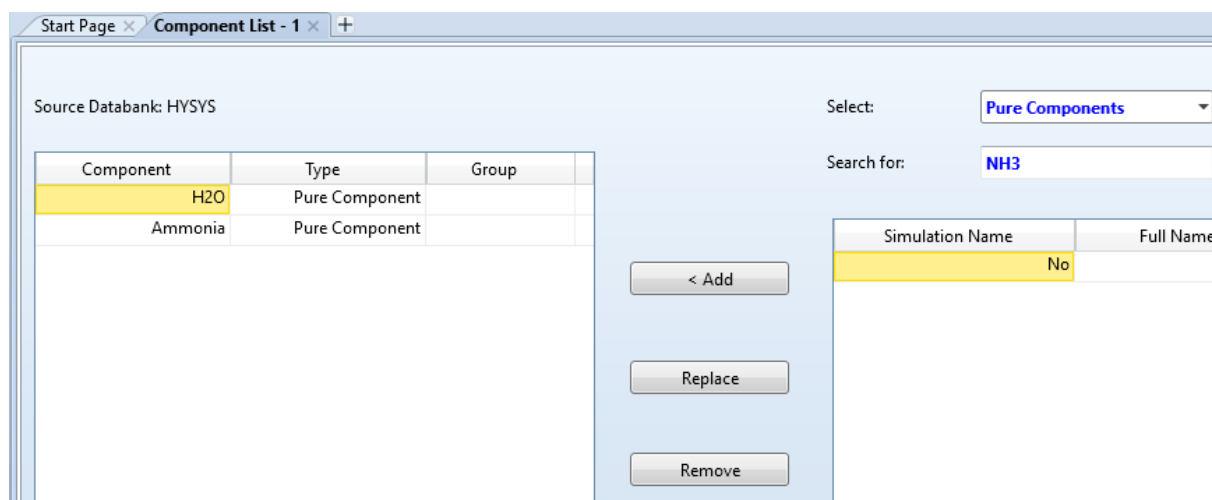 Start Page
Component List - 1
Source Databank: HYSYS
Select: Pure Components
Search for: NH3
Component Type Group
H2O Pure Component
Ammonia Pure Component
Simulation Name Full Name
No
< Add
Replace
Remove